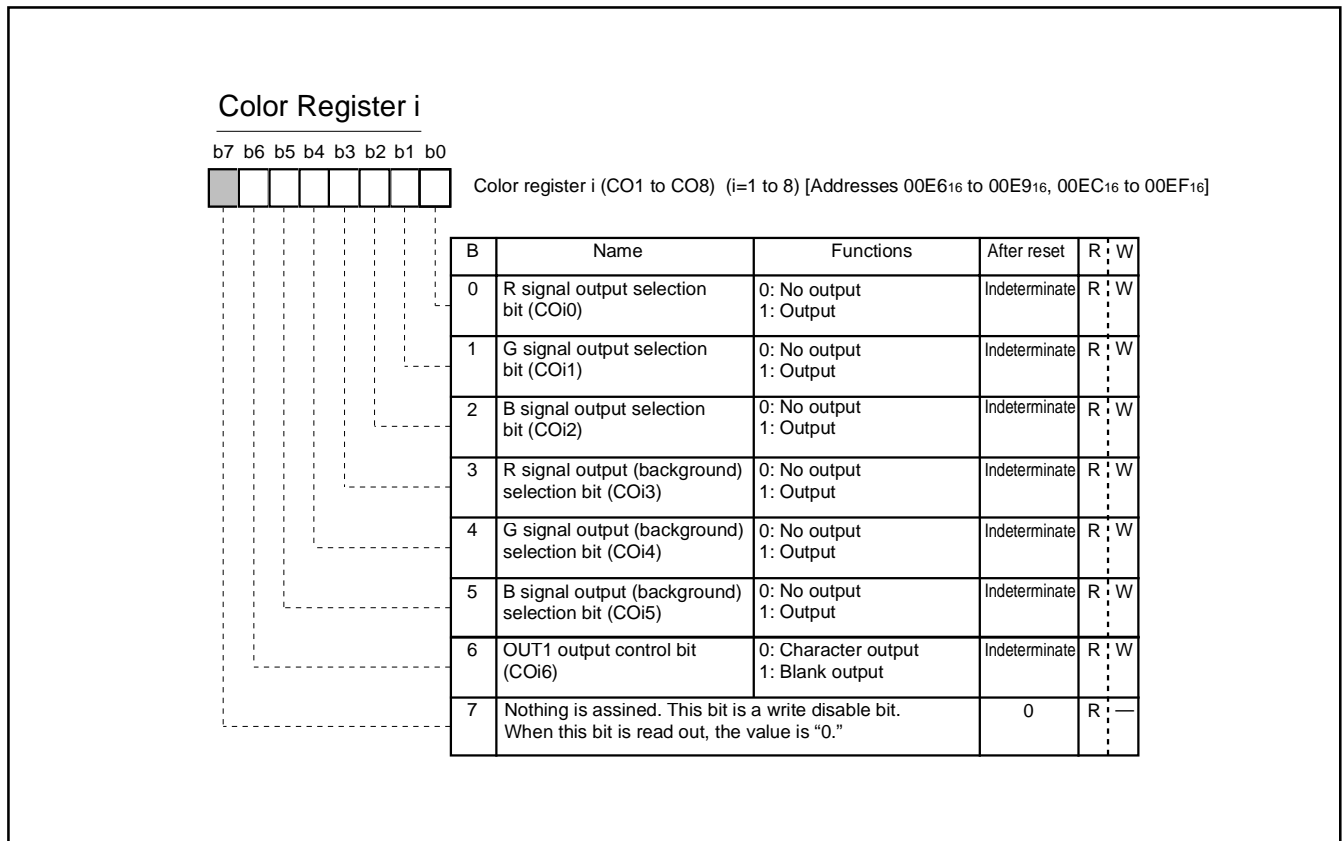 Color Register i
b7 b6 b5 b4 b3 b2 b1 b0
Color register i (CO1 to CO8) (i=1 to 8) [Addresses 00E616 to 00E916, 00EC16 to 00EF16]
B Name Functions After reset R W
0 R signal output selection 0: No output Indeterminate R W
bit (COi0) 1: Output
1 G signal output selection 0: No output Indeterminate R W
bit (COi1) 1: Output
2 B signal output selection 0: No output Indeterminate R W
bit (COi2) 1: Output
3 R signal output (background) 0: No output Indeterminate R W
selection bit (COi3) 1: Output
4 G signal output (background) 0: No output Indeterminate R W
selection bit (COi4) 1: Output
5 B signal output (background) 0: No output Indeterminate R W
selection bit (COi5) 1: Output
6 OUT1 output control bit 0: Character output Indeterminate R W
(COi6) 1: Blank output
7 Nothing is assined. This bit is a write disable bit. 0 R —
When this bit is read out, the value is “0.”